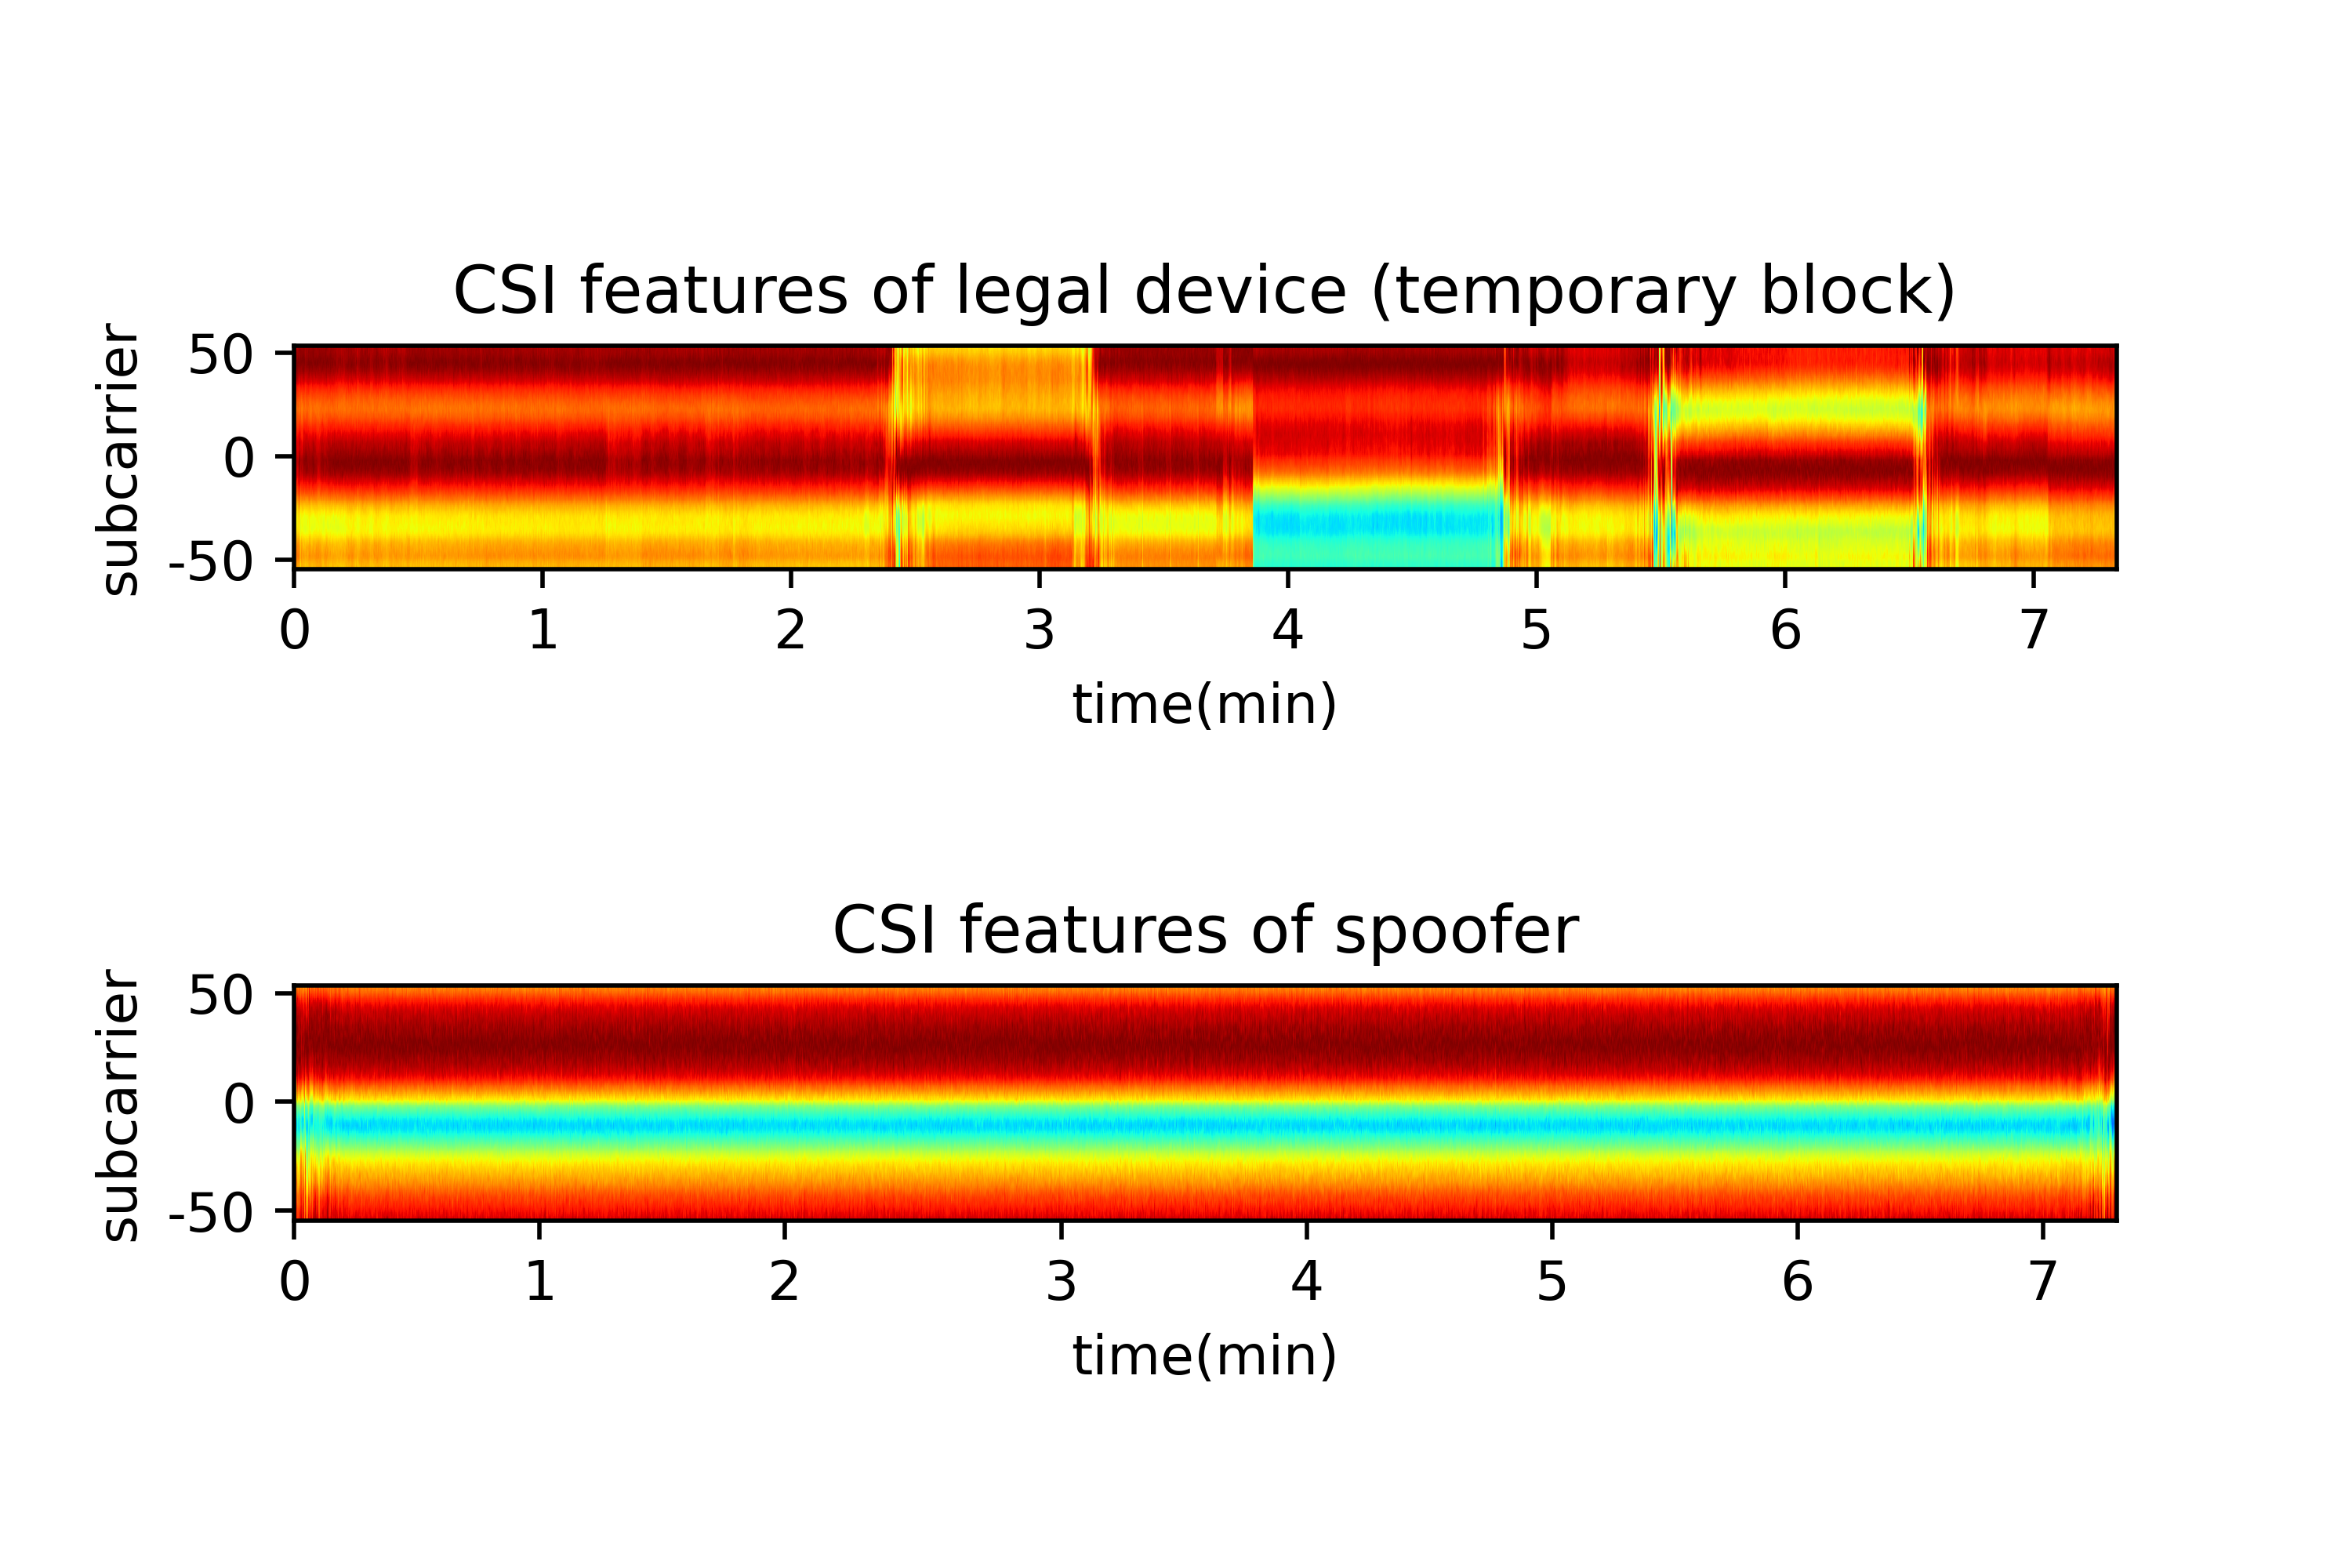 CSI features of legal device (temporary block)
subcarrier
50
0
-50
0 1 2 3 4 5 6 7
time(min)
CSI features of spoofer
subcarrier
50
0
-50
0 1 2 3 4 5 6 7
time(min)